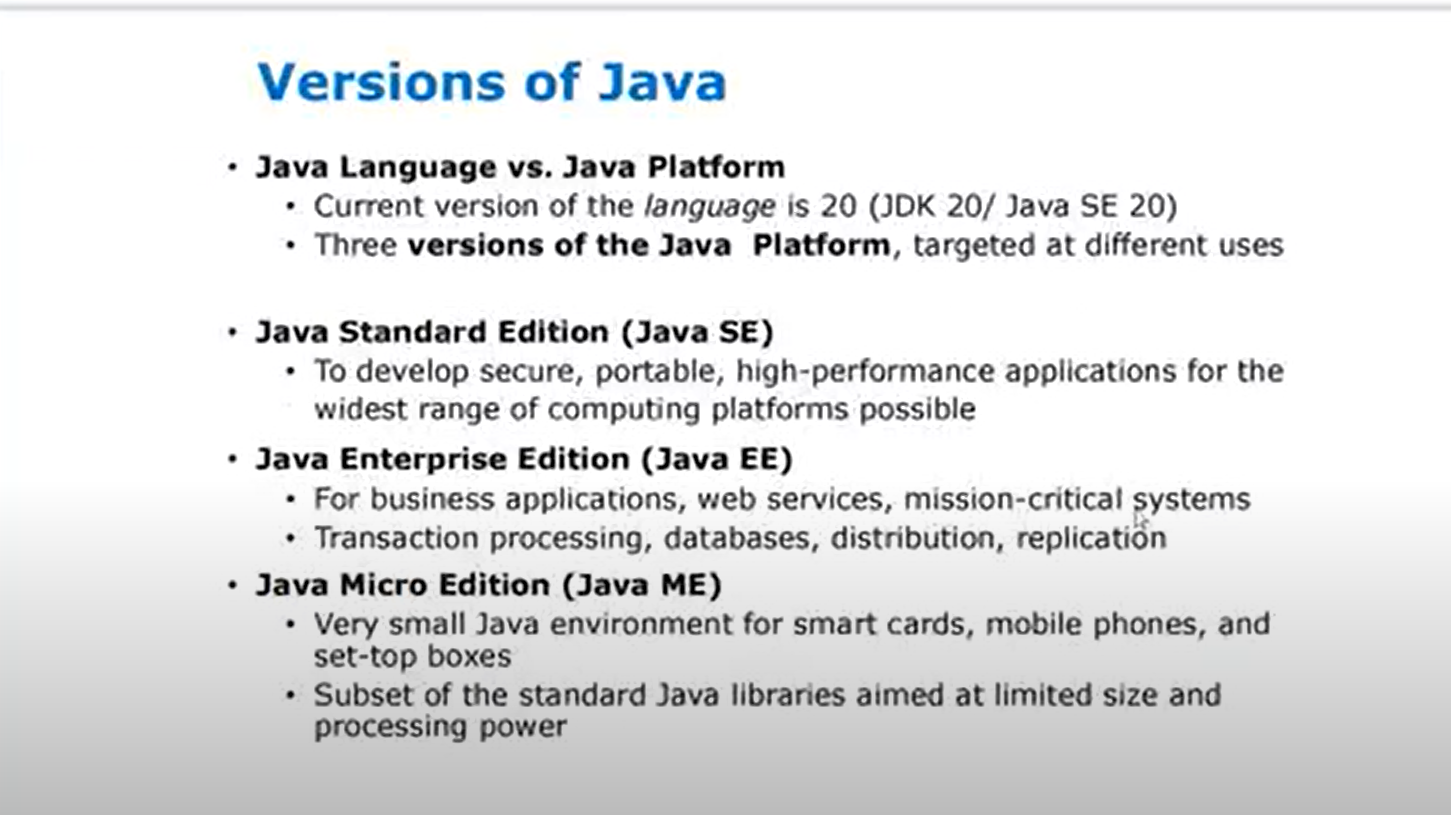 Versions of Java
• Java Language vs. Java Platform
• Current version of the language is 20 (JDK 20/ Java SE 20)
• Three versions of the Java Platform, targeted at different uses
• Java Standard Edition (Java SE)
• To develop secure, portable, high-performance applications for the
widest range of computing platforms possible
• Java Enterprise Edition (Java EE)
• For business applications, web services, mission-critical systems
• Transaction processing, databases, distribution, replication
• Java Micro Edition (Java ME)
• Very small Java environment for smart cards, mobile phones, and
set-top boxes
• Subset of the standard Java libraries aimed at limited size and
processing power